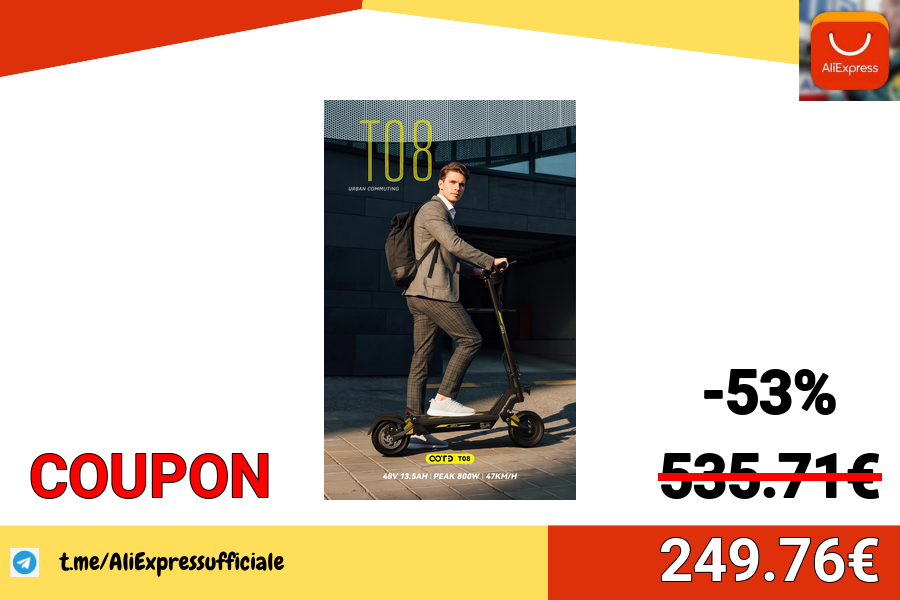 AliExpress
T08
URBAN COMMUTING
-53%
OOTD T08
COUPON
535.71€
48V 13.5AH | PEAK 800W | 47KM/H
t.me/AliExpressufficiale
249.76€